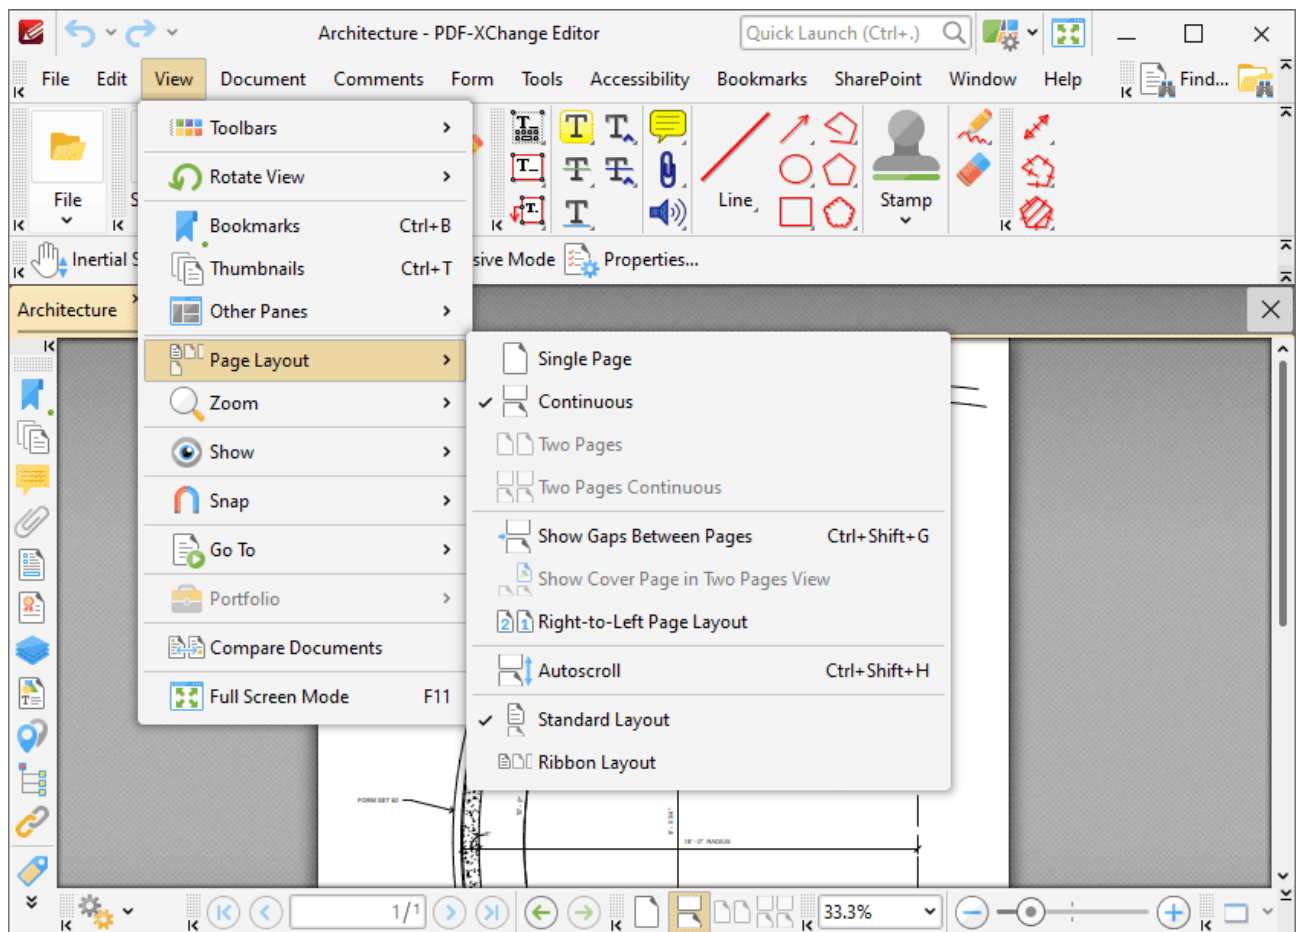 Architecture - PDF-XChange Editor
Quick Launch (Ctrl+.)
File Edit View Document Comments Form Tools Accessibility Bookmarks SharePoint Window Help Find...
Toolbars
Rotate View
Bookmarks Ctrl+B
Thumbnails Ctrl+T
Other Panes
Page Layout
Zoom
Show
Snap
Go To
Portfolio
Compare Documents
Full Screen Mode F11
File
Line
Stamp
Inertial S
sive Mode
Properties...
Architecture
Single Page
Continuous
Two Pages
Two Pages Continuous
Show Gaps Between Pages Ctrl+Shift+G
Show Cover Page in Two Pages View
Right-to-Left Page Layout
Autoscroll Ctrl+Shift+H
Standard Layout
Ribbon Layout
1/1
33.3%